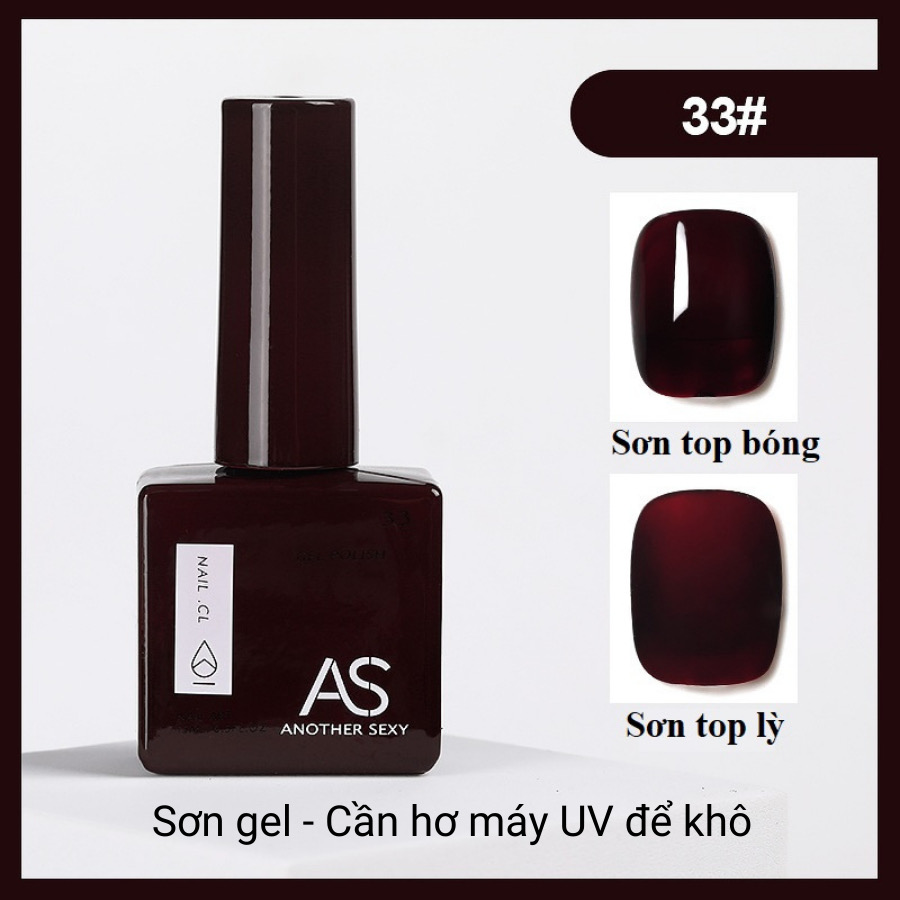 33#
Sơn top bóng
Sơn top lỳ
NAIL .CL
AS
ANOTHER SEXY
Sơn gel - Cần hơ máy UV để khô